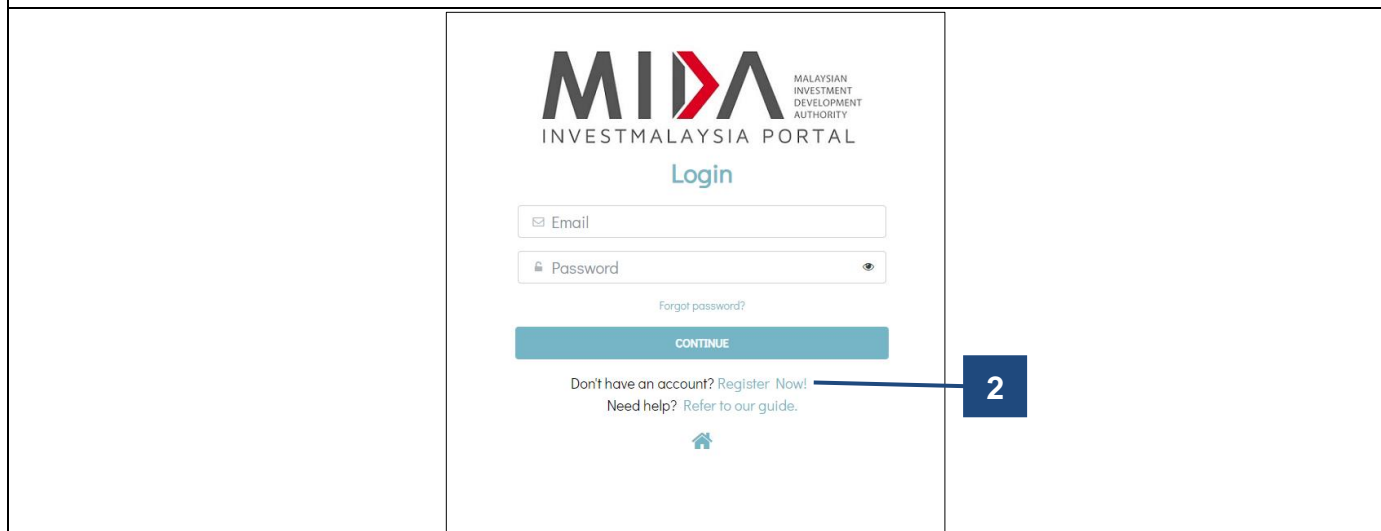 MIDA
MALAYSIAN
INVESTMENT
DEVELOPMENT
AUTHORITY
INVESTMALAYSIA PORTAL
Login
Email
Password
Forgot password?
CONTINUE
Don't have an account? Register Now!
2
Need help? Refer to our guide.